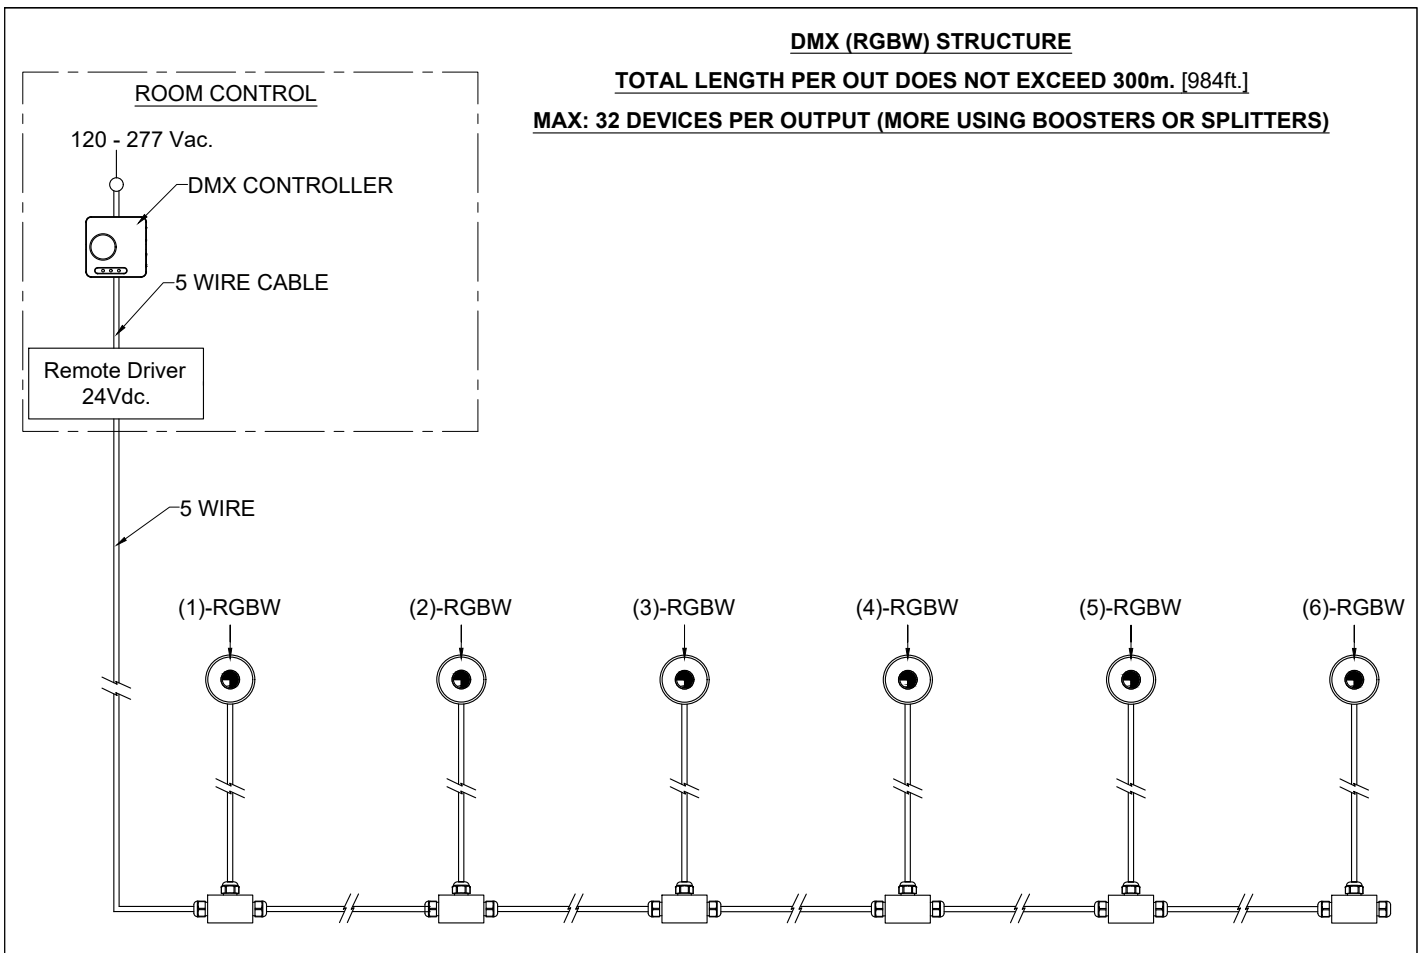 DMX (RGBW) STRUCTURE
TOTAL LENGTH PER OUT DOES NOT EXCEED 300m. [984ft.]
MAX: 32 DEVICES PER OUTPUT (MORE USING BOOSTERS OR SPLITTERS)
ROOM CONTROL
120 - 277 Vac.
DMX CONTROLLER
5 WIRE CABLE
Remote Driver
24Vdc.
5 WIRE
(1)-RGBW
(2)-RGBW
(3)-RGBW
(4)-RGBW
(5)-RGBW
(6)-RGBW